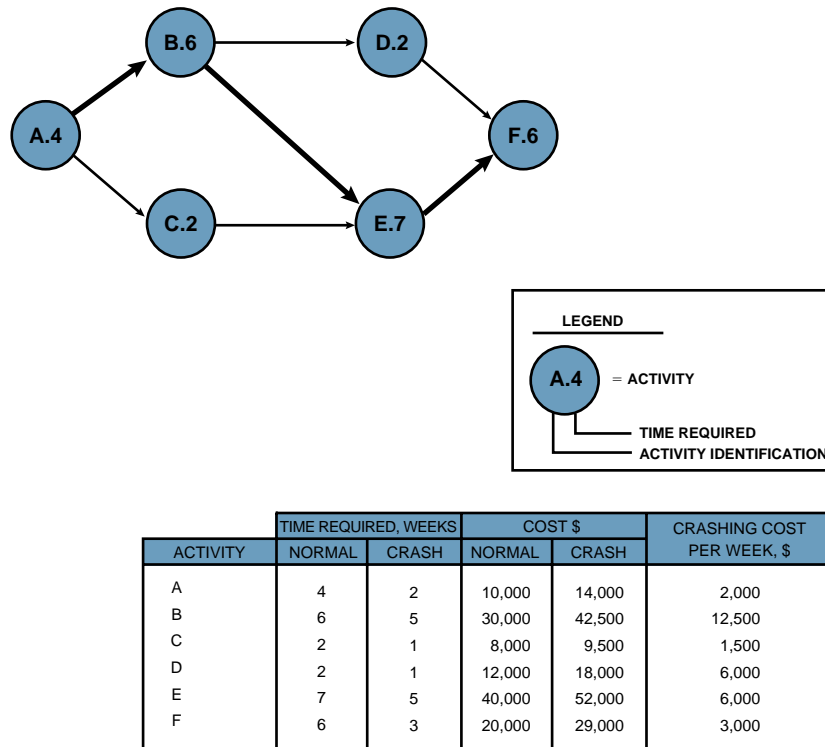 B.6
D.2
A.4
F.6
C.2
E.7
LEGEND
A.4 = ACTIVITY
TIME REQUIRED
ACTIVITY IDENTIFICATION
TIME REQUIRED, WEEKS COST $ CRASHING COST PER WEEK, $
ACTIVITY NORMAL CRASH NORMAL CRASH
A 4 2 10,000 14,000 2,000
B 6 5 30,000 42,500 12,500
C 2 1 8,000 9,500 1,500
D 2 1 12,000 18,000 6,000
E 7 5 40,000 52,000 6,000
F 6 3 20,000 29,000 3,000